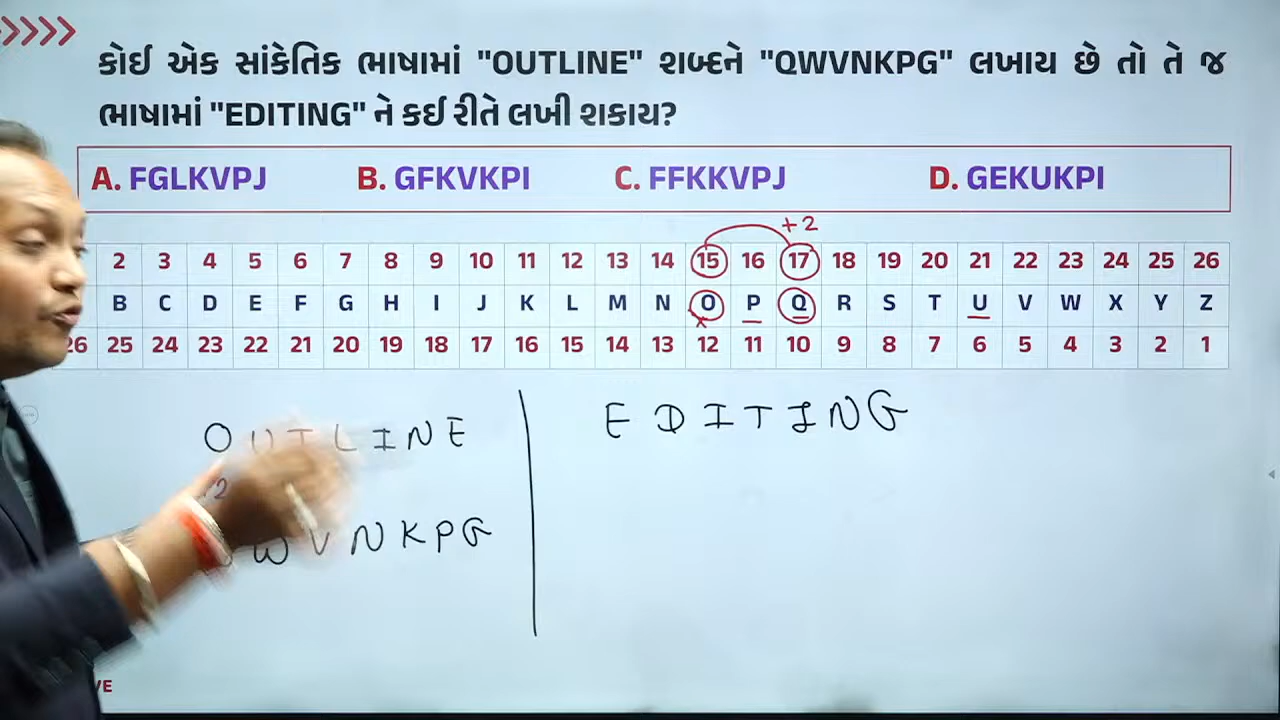 કોઈ એક સાંકેતિક ભાષામાં "OUTLINE" શબ્દને "QWVNKPG" લખાય છે તો તે જ
ભાષામાં "EDITING" ને કઈ રીતે લખી શકાય?
A. FGLKVPJ B. GFKVKPI C. FFKKVPJ D. GEKUKPI
+2
2 3 4 5 6 7 8 9 10 11 12 13 14 15 16 17 18 19 20 21 22 23 24 25 26
B C D E F G H I J K L M N O P Q R S T U V W X Y Z
26 25 24 23 22 21 20 19 18 17 16 15 14 13 12 11 10 9 8 7 6 5 4 3 2 1
OUTLINE EDITING
WVNKPG
VE